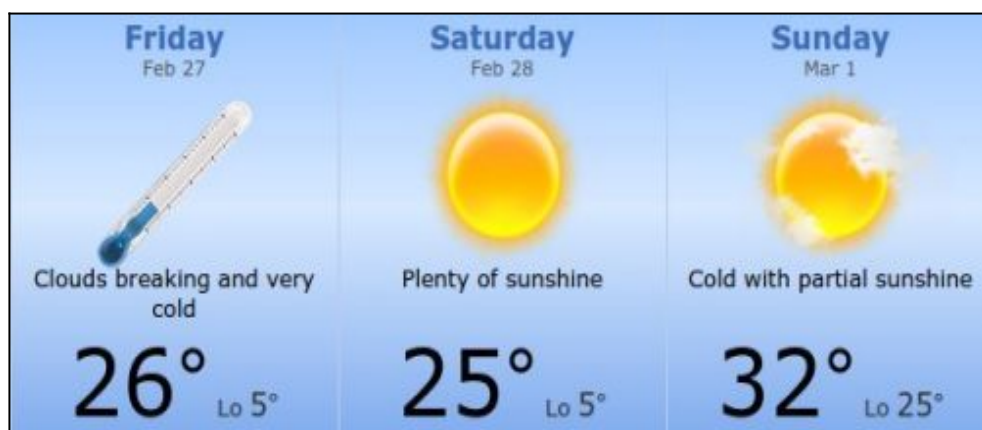 Friday
Feb 27
Clouds breaking and very
cold
26° Lo 5°
Saturday
Feb 28
Plenty of sunshine
25° Lo 5°
Sunday
Mar 1
Cold with partial sunshine
32° Lo 25°